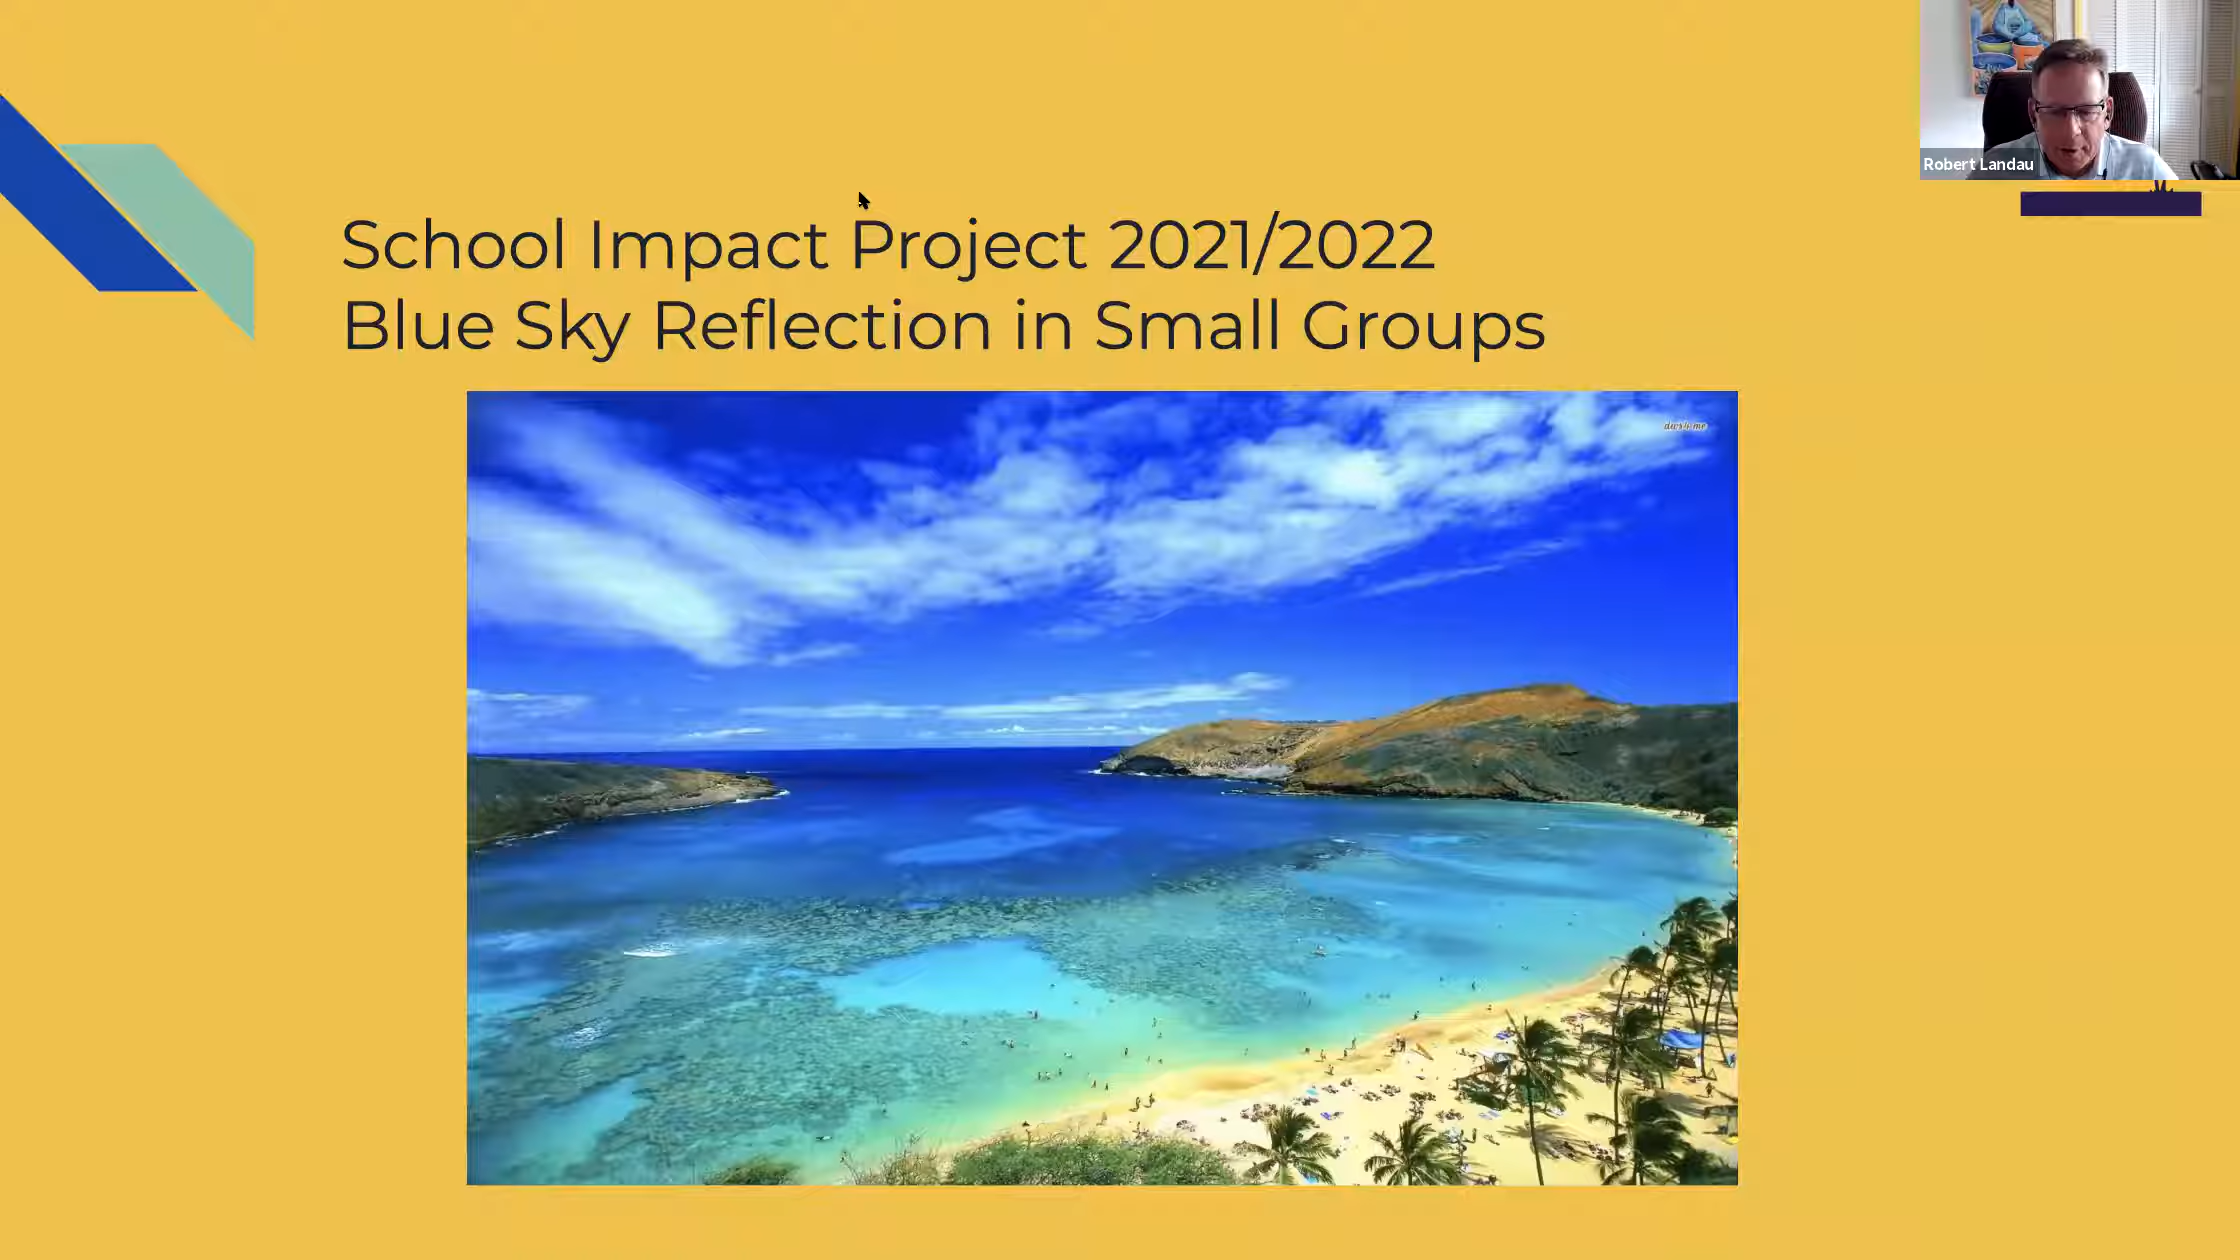 Robert Landau
School Impact Project 2021/2022
Blue Sky Reflection in Small Groups